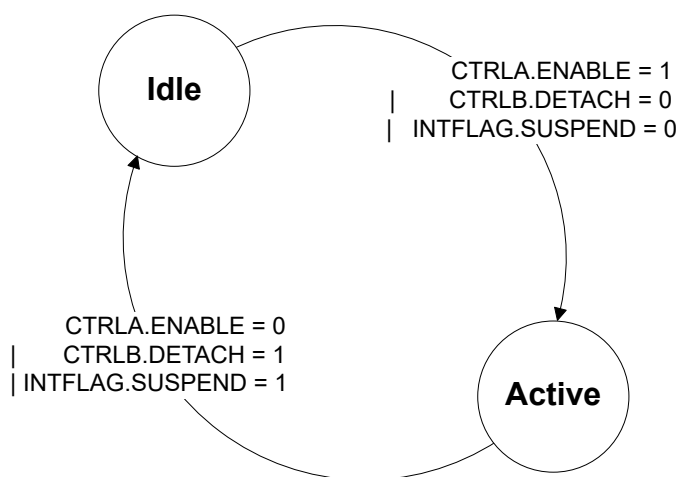 Idle
CTRLA.ENABLE = 1
| CTRLB.DETACH = 0
| INTFLAG.SUSPEND = 0
CTRLA.ENABLE = 0
| CTRLB.DETACH = 1
| INTFLAG.SUSPEND = 1
Active